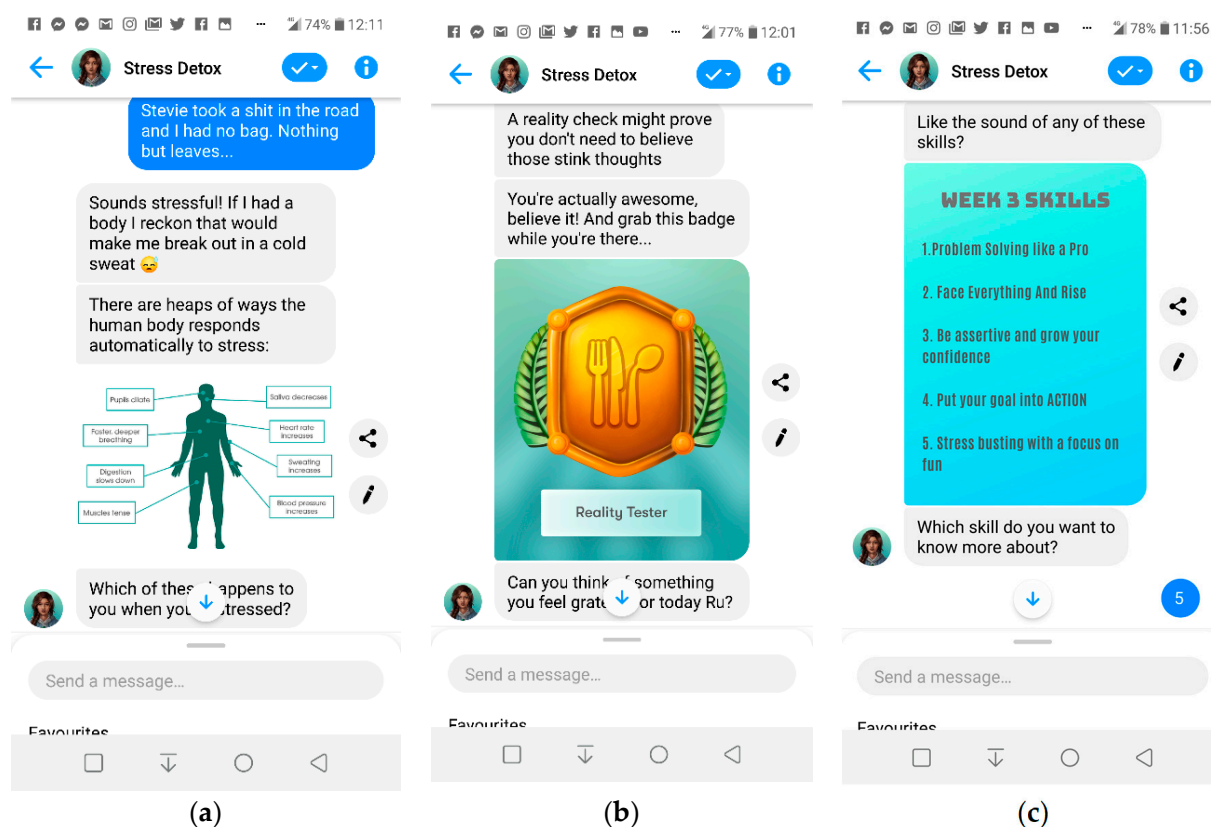 4G 74% 12:11
Stress Detox
Stevie took a shit in the road
and I had no bag. Nothing
but leaves...
Sounds stressful! If I had a
body I reckon that would
make me break out in a cold
sweat 😓
There are heaps of ways the
human body responds
automatically to stress:
Pupils dilate
Saliva decreases
Faster, deeper
breathing
Heart rate
increases
Sweating
increases
Digestion
slows down
Blood pressure
increases
Muscles tense
Which of these happens to
you when you stressed?
Send a message...
Favourites
(a)
4G 77% 12:01
Stress Detox
A reality check might prove
you don't need to believe
those stink thoughts
You're actually awesome,
believe it! And grab this badge
while you're there...
Reality Tester
Can you think of something
you feel grateful for today Ru?
Send a message...
Favourites
(b)
4G 78% 11:56
Stress Detox
Like the sound of any of these
skills?
WEEK 3 SKILLS
1.Problem Solving like a Pro
2. Face Everything And Rise
3. Be assertive and grow your
confidence
4. Put your goal into ACTION
5. Stress busting with a focus on
fun
Which skill do you want to
know more about?
5
Send a message...
Favourites
(c)